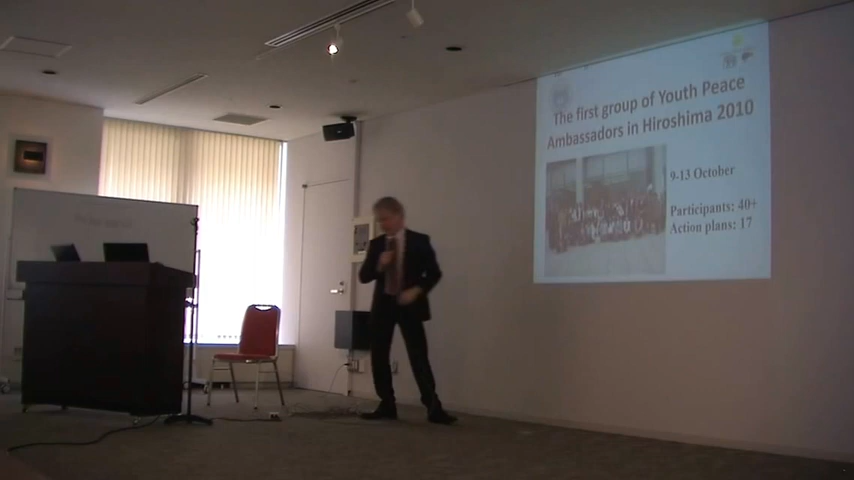 The first group of Youth Peace
Ambassadors in Hiroshima 2010
9-13 October
Participants: 40+
Action plans: 17